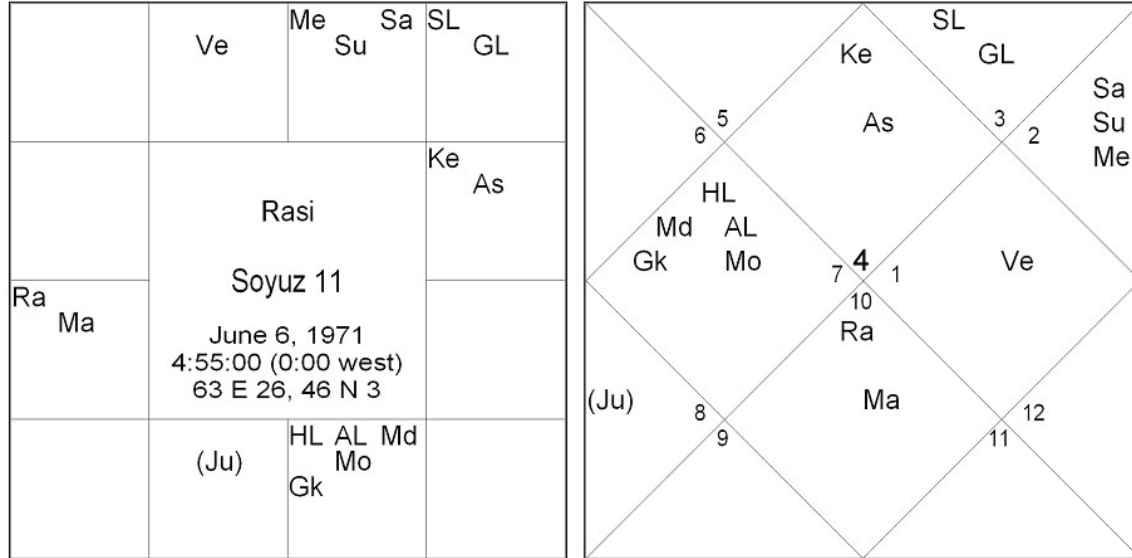 Me Sa SL
Ve Su GL
Ke
As
Rasi
Soyuz 11
Ra
Ma
June 6, 1971
4:55:00 (0:00 west)
63 E 26, 46 N 3
HL AL Md
(Ju) Mo
Gk
SL
Ke GL
Sa
As Su
5 3
6 2
Me
HL
Md AL
Gk Mo 7 4 1 Ve
10
Ra
(Ju) Ma
8 12
9 11